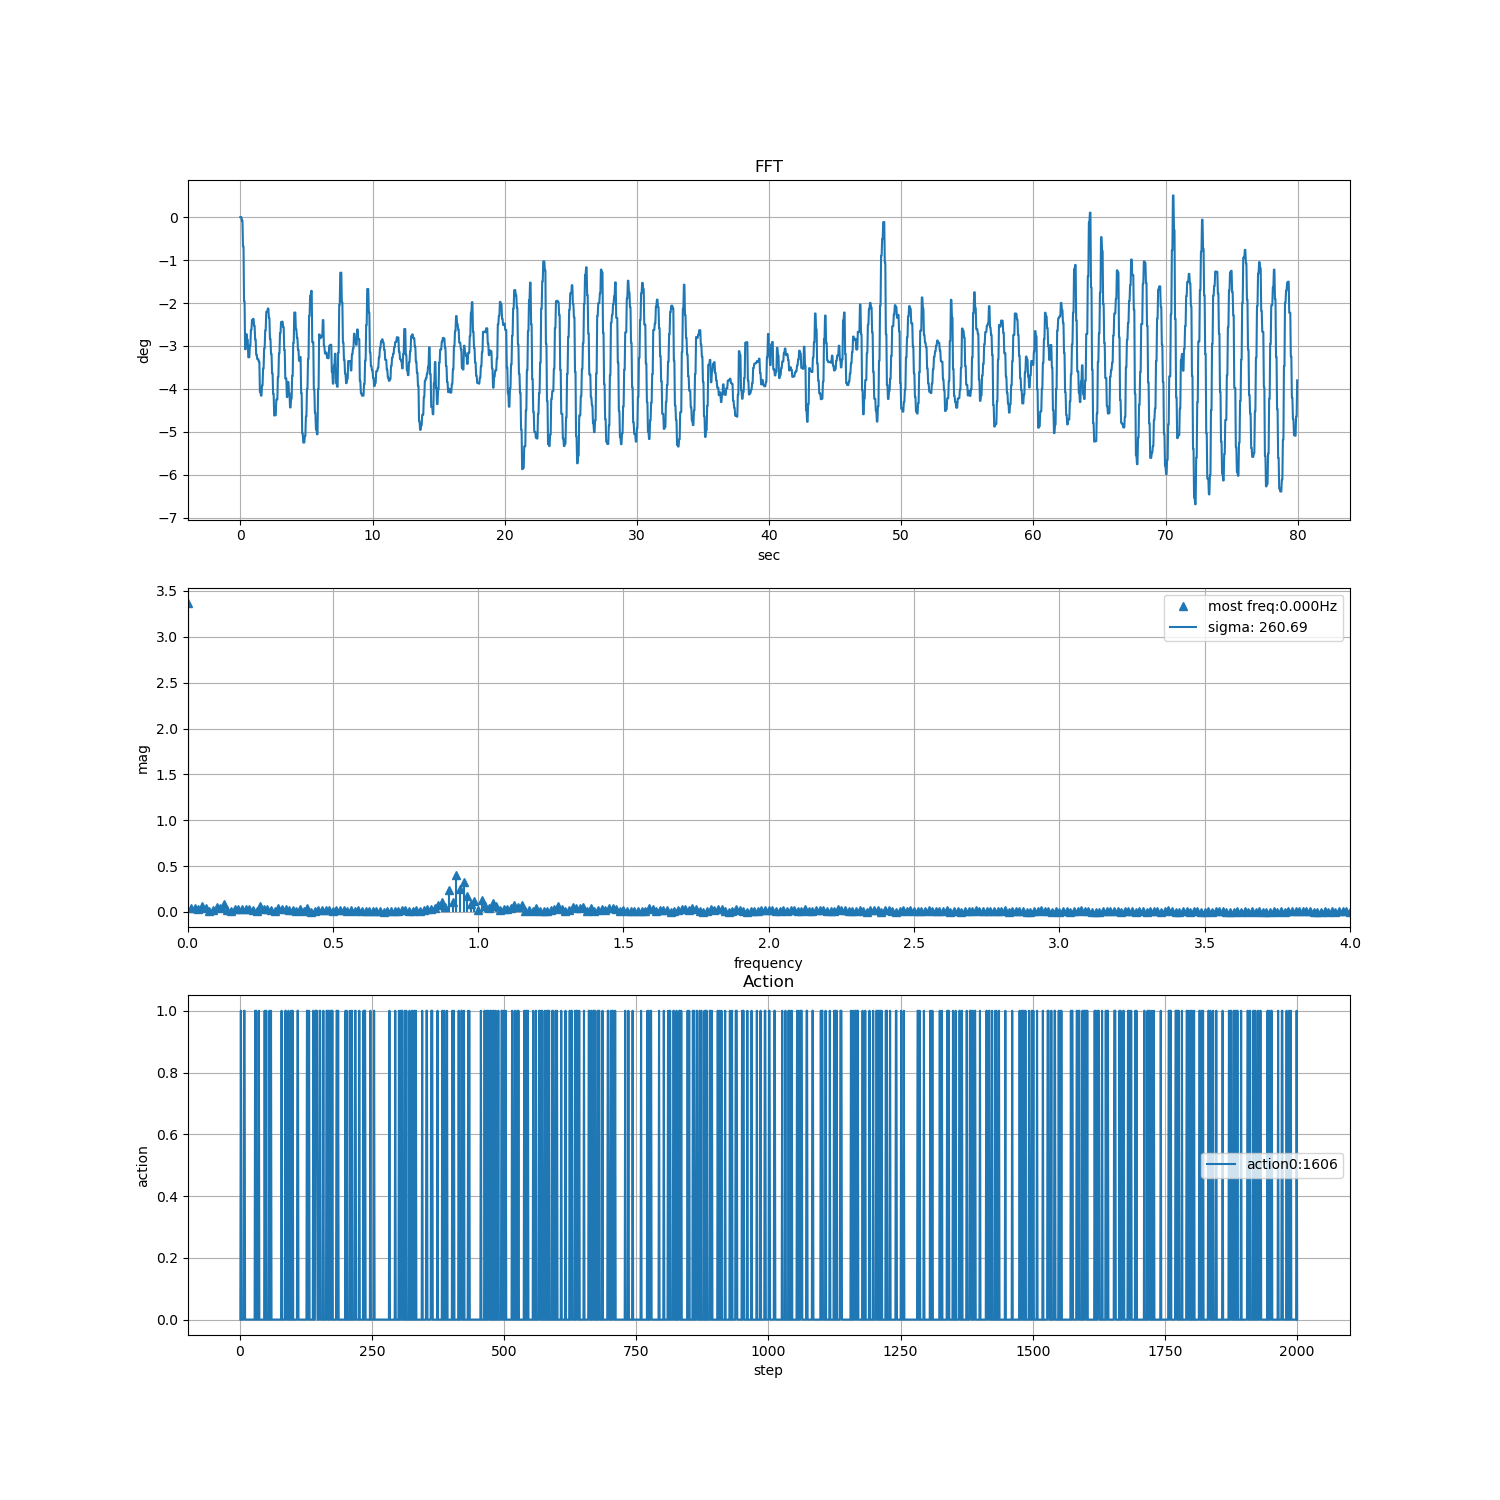 FFT
0
−1
−2
−3
−4
−5
−6
−7
deg
0 10 20 30 40 50 60 70 80
sec
3.5
3.0
2.5
2.0
1.5
1.0
0.5
0.0
mag
most freq:0.000Hz
sigma: 260.69
0.0 0.5 1.0 1.5 2.0 2.5 3.0 3.5 4.0
frequency
Action
1.0
0.8
0.6
0.4
0.2
0.0
action
action0:1606
0 250 500 750 1000 1250 1500 1750 2000
step